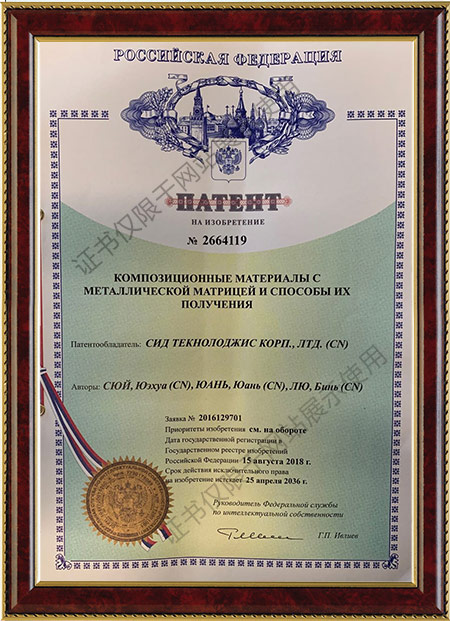 РОССИЙСКАЯ ФЕДЕРАЦИЯ
ПАТЕНТ
НА ИЗОБРЕТЕНИЕ
№ 2664119
КОМПОЗИЦИОННЫЕ МАТЕРИАЛЫ С
МЕТАЛЛИЧЕСКОЙ МАТРИЦЕЙ И СПОСОБЫ ИХ
ПОЛУЧЕНИЯ
Патентообладатель: СИД ТЕКНОЛОДЖИС КОРП., ЛТД. (CN)
Авторы: СЮЙ, Юэхуа (CN), ЮАНЬ, Юань (CN), ЛЮ, Бинь (CN)
Заявка № 2016129701
Приоритеты изобретения см. на обороте
Дата государственной регистрации в
Государственном реестре изобретений
Российской Федерации 15 августа 2018 г.
Срок действия исключительного права
на изобретение истекает 25 апреля 2036 г.
Руководитель Федеральной службы
по интеллектуальной собственности
Г.П. Ивлиев
证书仅限于网站展示使用
证书仅限于网站展示使用